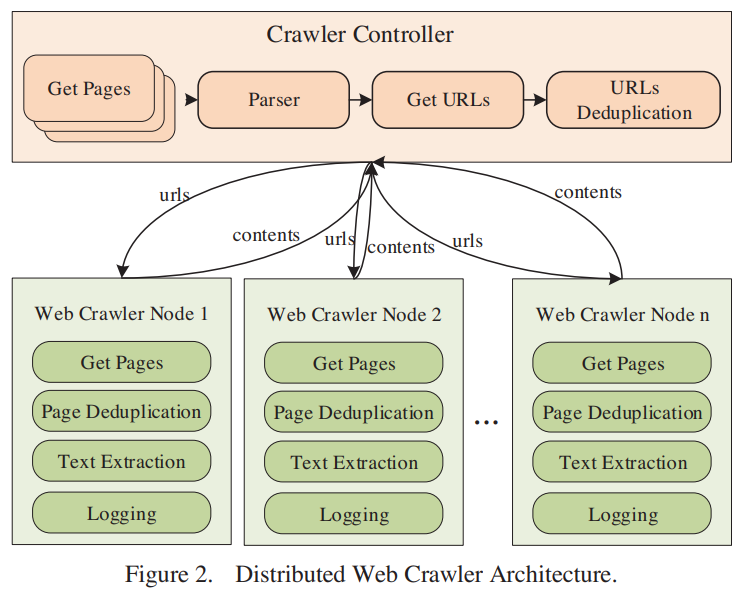 Crawler Controller
Get Pages
Parser
Get URLs
URLs
Deduplication
urls
contents
urls
contents
urls
contents
Web Crawler Node 1
Get Pages
Page Deduplication
Text Extraction
Logging
Web Crawler Node 2
Get Pages
Page Deduplication
Text Extraction
Logging
...
Web Crawler Node n
Get Pages
Page Deduplication
Text Extraction
Logging
Figure 2. Distributed Web Crawler Architecture.